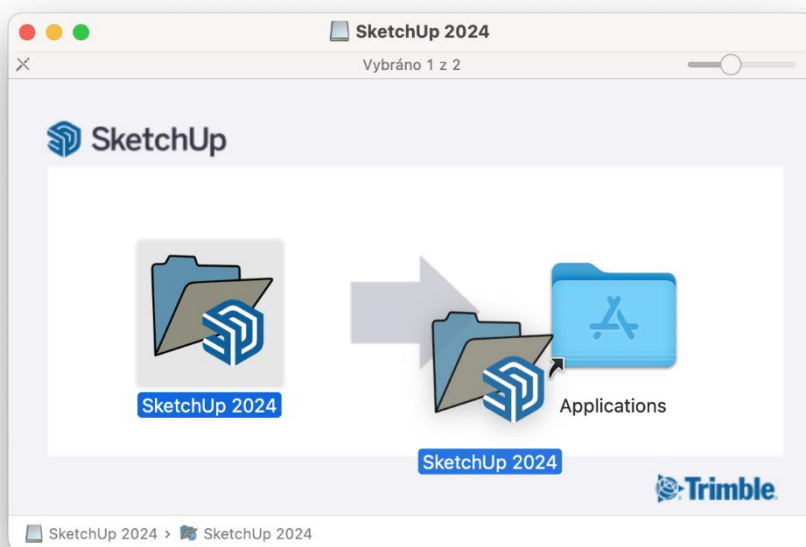 SketchUp 2024
Vybráno 1 z 2
SketchUp
SketchUp 2024
Applications
SketchUp 2024
Trimble
SketchUp 2024 › SketchUp 2024